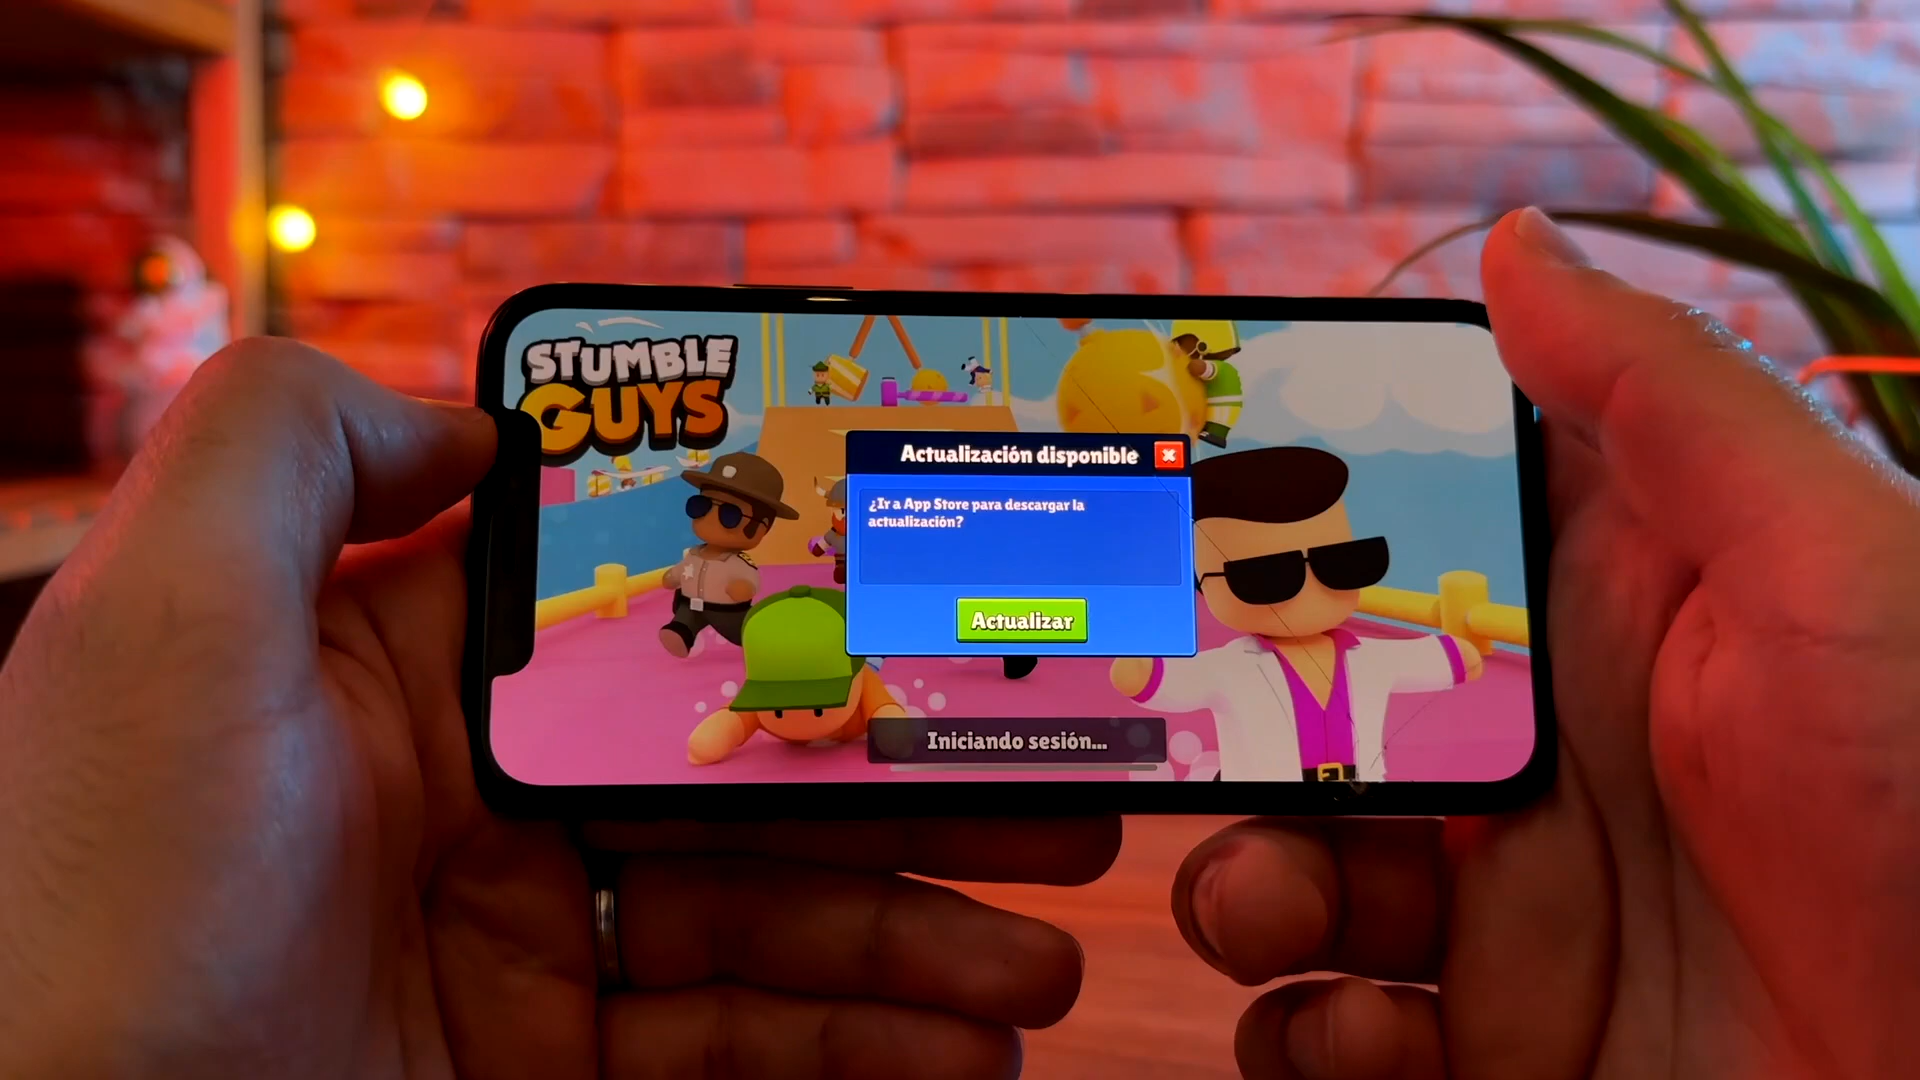 STUMBLE
GUYS
Actualización disponible
¿Ir a App Store para descargar la
actualización?
Actualizar
Iniciando sesión...